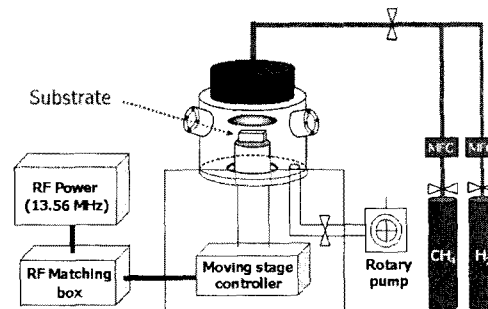 Substrate
RF Power
(13.56 MHz)
RF Matching
box
Moving stage
controller
Rotary
pump
MFC
CH₄